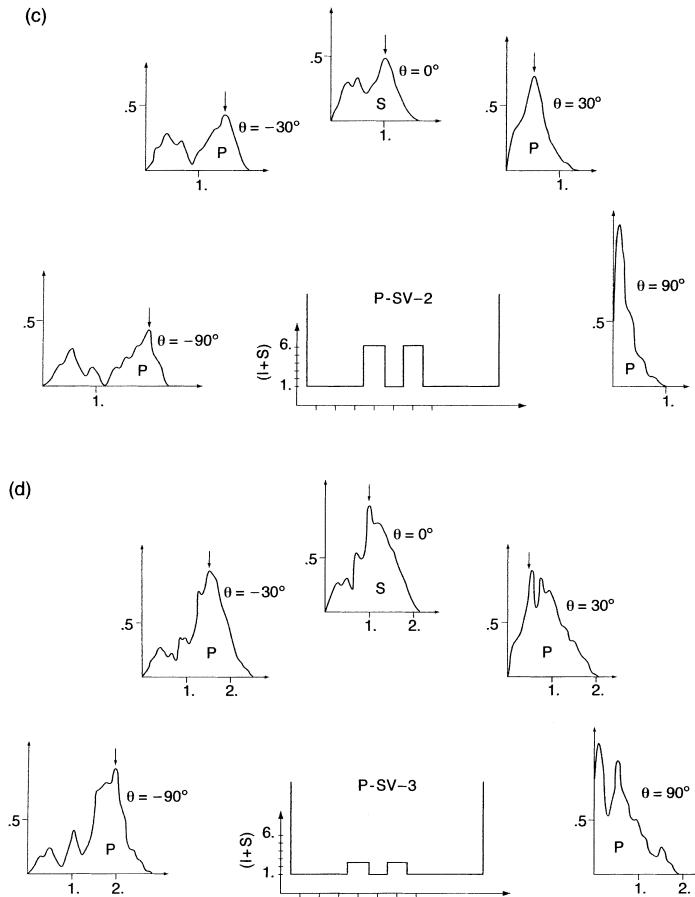 (c)
.5
θ = 0°
S
1.
.5
θ = −30°
P
1.
.5
θ = 30°
P
1.
.5
θ = −90°
P
1.
P-SV-2
(I+S)
6.
1.
.5
θ = 90°
P
1.
(d)
.5
θ = 0°
S
1. 2.
.5
θ = −30°
P
1. 2.
.5
θ = 30°
P
1. 2.
.5
θ = −90°
P
1. 2.
P-SV-3
(I+S)
6.
1.
.5
θ = 90°
P
1. 2.